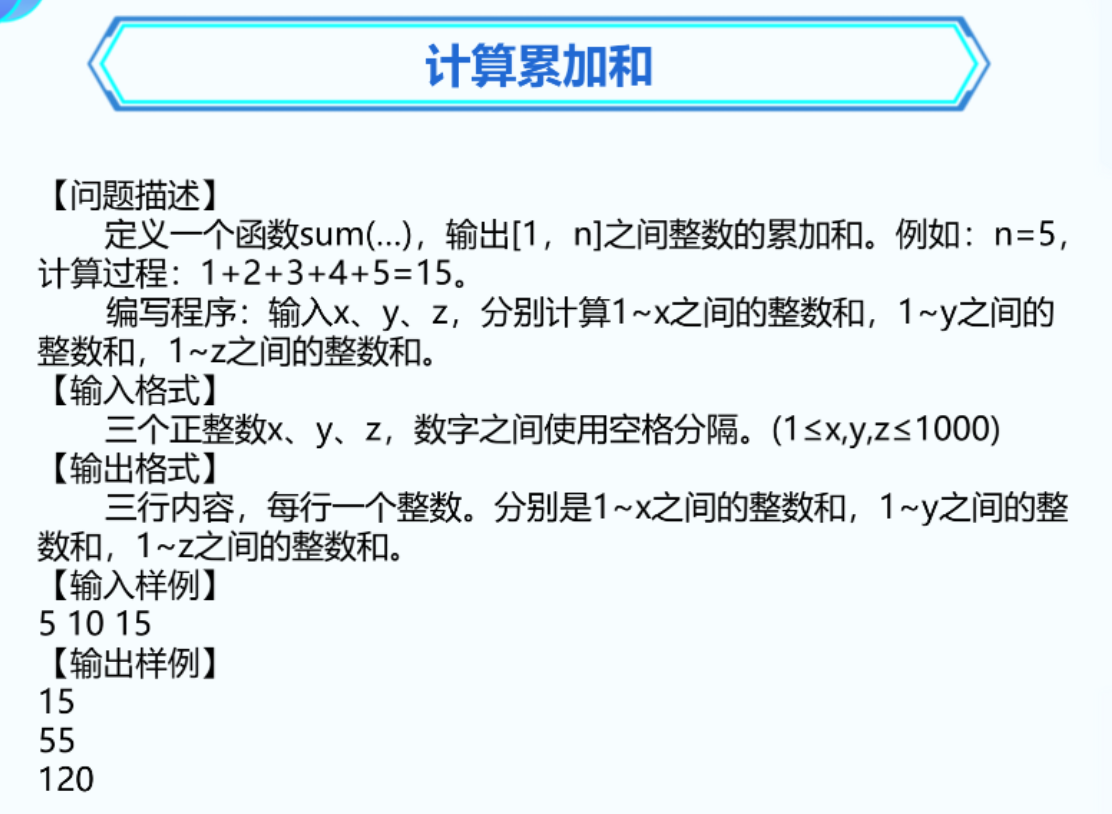 计算累加和
【问题描述】
定义一个函数sum(...)，输出[1，n]之间整数的累加和。例如：n=5，
计算过程：1+2+3+4+5=15。
编写程序：输入x、y、z，分别计算1~x之间的整数和，1~y之间的
整数和，1~z之间的整数和。
【输入格式】
三个正整数x、y、z，数字之间使用空格分隔。(1≤x,y,z≤1000)
【输出格式】
三行内容，每行一个整数。分别是1~x之间的整数和，1~y之间的整
数和，1~z之间的整数和。
【输入样例】
5 10 15
【输出样例】
15
55
120